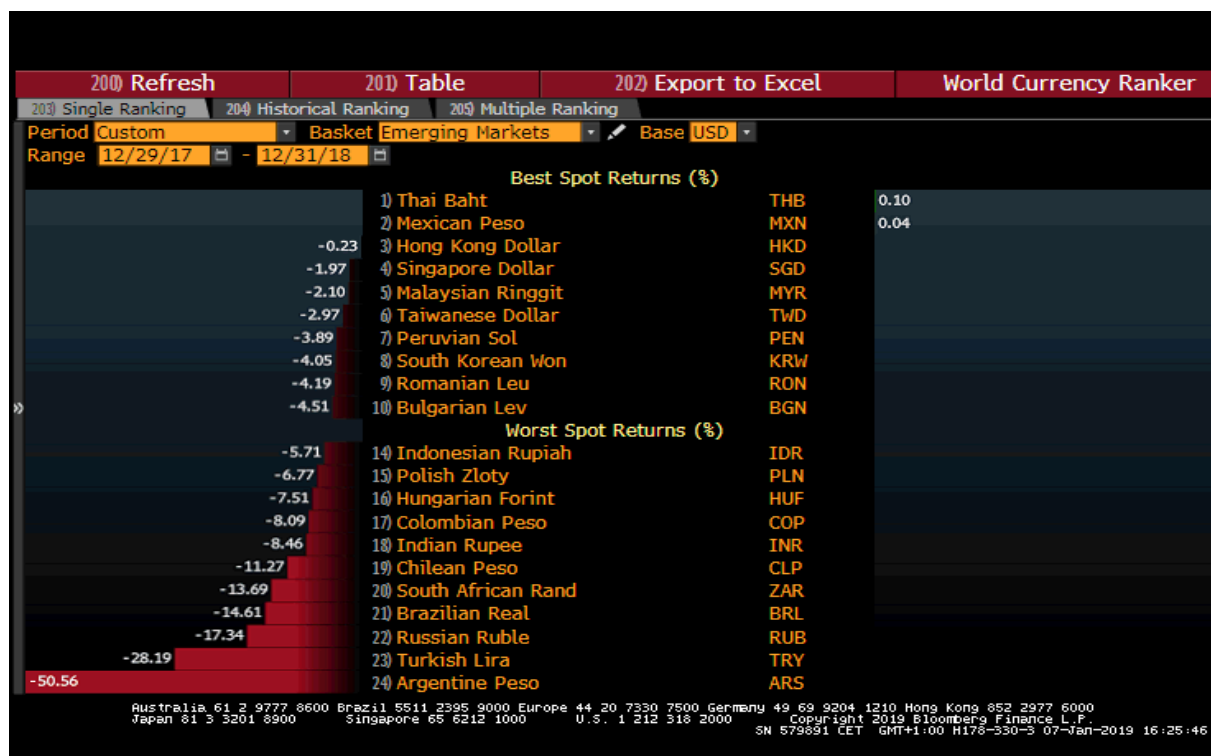 200) Refresh 201) Table 202) Export to Excel World Currency Ranker
203) Single Ranking 204) Historical Ranking 205) Multiple Ranking
Period Custom Basket Emerging Markets Base USD
Range 12/29/17 - 12/31/18
Best Spot Returns (%)
1) Thai Baht THB 0.10
2) Mexican Peso MXN 0.04
-0.23 3) Hong Kong Dollar HKD
-1.97 4) Singapore Dollar SGD
-2.10 5) Malaysian Ringgit MYR
-2.97 6) Taiwanese Dollar TWD
-3.89 7) Peruvian Sol PEN
-4.05 8) South Korean Won KRW
-4.19 9) Romanian Leu RON
» -4.51 10) Bulgarian Lev BGN
Worst Spot Returns (%)
-5.71 14) Indonesian Rupiah IDR
-6.77 15) Polish Zloty PLN
-7.51 16) Hungarian Forint HUF
-8.09 17) Colombian Peso COP
-8.46 18) Indian Rupee INR
-11.27 19) Chilean Peso CLP
-13.69 20) South African Rand ZAR
-14.61 21) Brazilian Real BRL
-17.34 22) Russian Ruble RUB
-28.19 23) Turkish Lira TRY
-50.56 24) Argentine Peso ARS
Australia 61 2 9777 8600 Brazil 5511 2395 9000 Europe 44 20 7330 7500 Germany 49 69 9204 1210 Hong Kong 852 2977 6000
Japan 81 3 3201 8900 Singapore 65 6212 1000 U.S. 1 212 318 2000 Copyright 2019 Bloomberg Finance L.P.
SN 579891 CET GMT+1:00 H178-330-3 07-Jan-2019 16:25:46